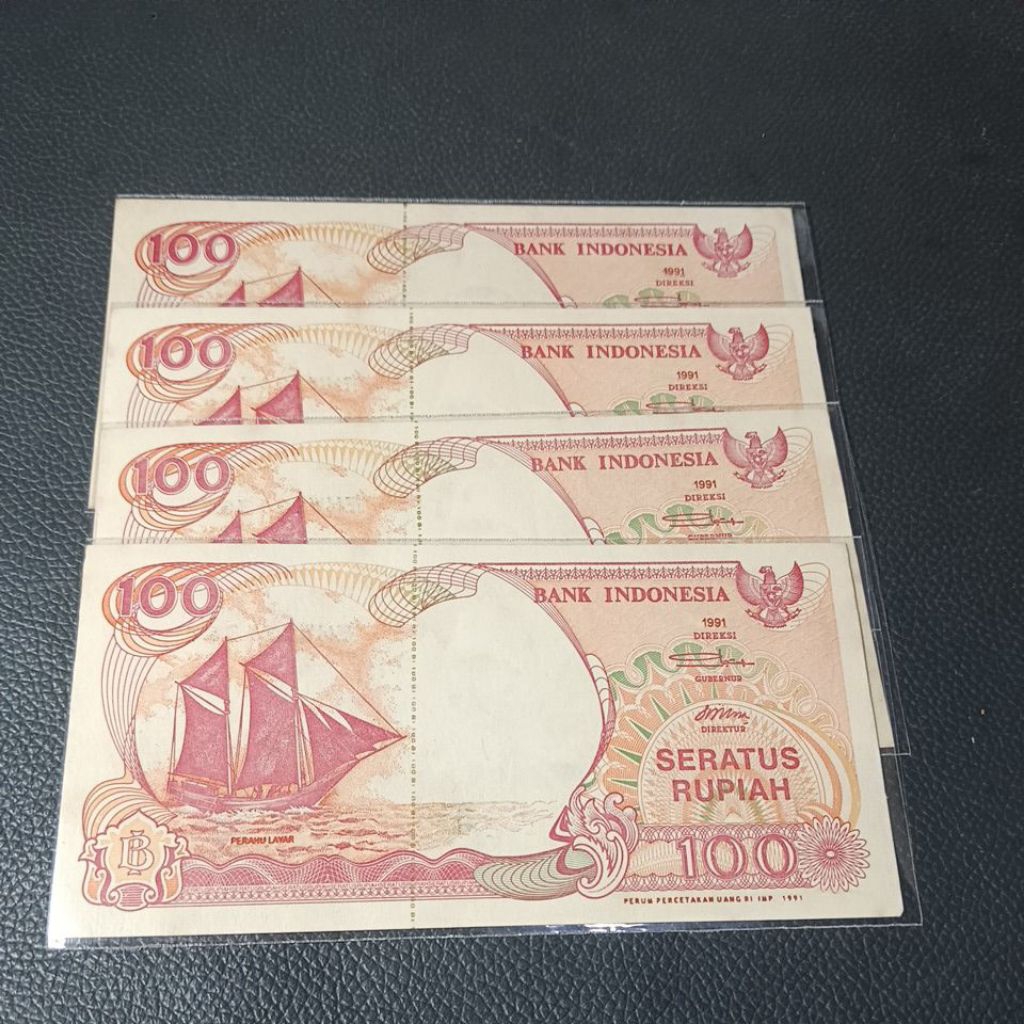 100
BANK INDONESIA
1991
DIREKSI
100
BANK INDONESIA
1991
DIREKSI
100
BANK INDONESIA
1991
DIREKSI
GUBERNUR
100
BANK INDONESIA
1991
DIREKSI
GUBERNUR
DIREKTUR
SERATUS
RUPIAH
PERAHU LAYAR
BI
100
PERUM PERCETAKAN UANG RI IMP 1991